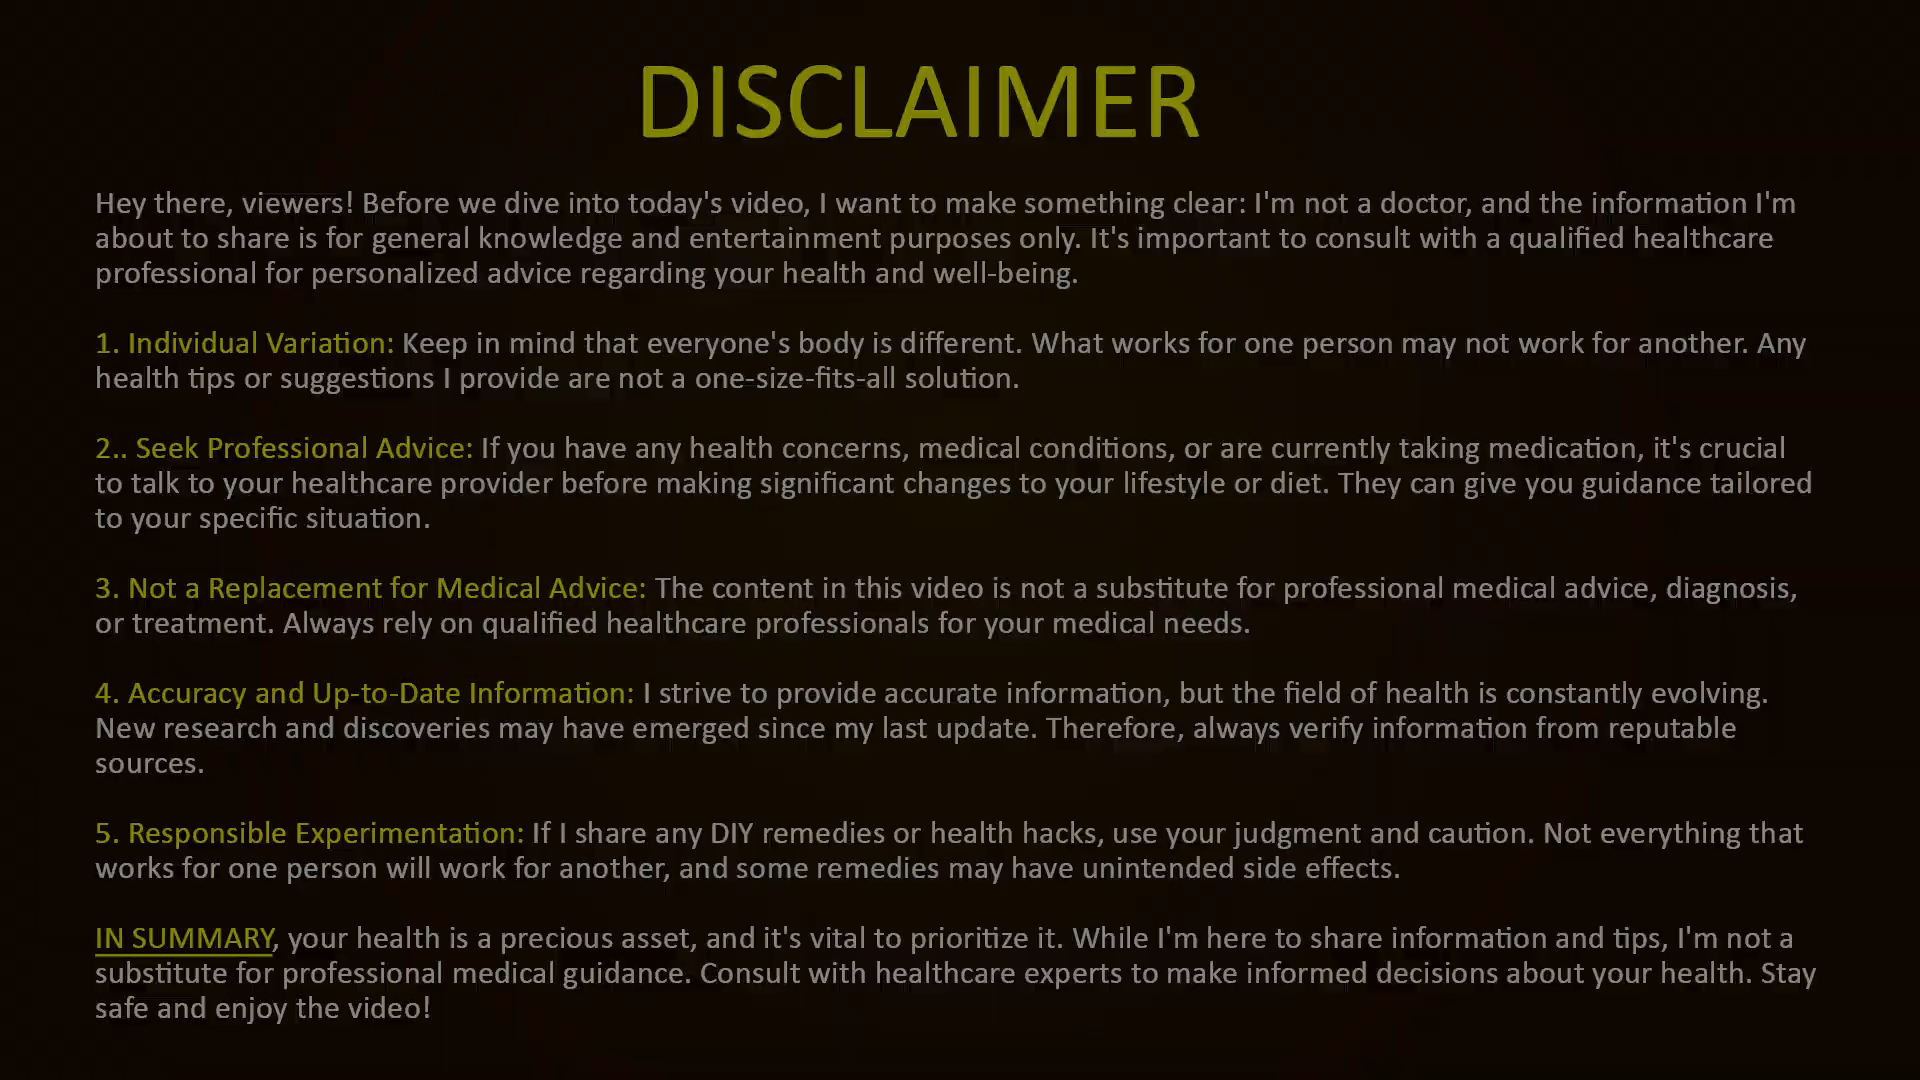 DISCLAIMER
Hey there, viewers! Before we dive into today's video, I want to make something clear: I'm not a doctor, and the information I'm
about to share is for general knowledge and entertainment purposes only. It's important to consult with a qualified healthcare
professional for personalized advice regarding your health and well-being.
1. Individual Variation: Keep in mind that everyone's body is different. What works for one person may not work for another. Any
health tips or suggestions I provide are not a one-size-fits-all solution.
2.. Seek Professional Advice: If you have any health concerns, medical conditions, or are currently taking medication, it's crucial
to talk to your healthcare provider before making significant changes to your lifestyle or diet. They can give you guidance tailored
to your specific situation.
3. Not a Replacement for Medical Advice: The content in this video is not a substitute for professional medical advice, diagnosis,
or treatment. Always rely on qualified healthcare professionals for your medical needs.
4. Accuracy and Up-to-Date Information: I strive to provide accurate information, but the field of health is constantly evolving.
New research and discoveries may have emerged since my last update. Therefore, always verify information from reputable
sources.
5. Responsible Experimentation: If I share any DIY remedies or health hacks, use your judgment and caution. Not everything that
works for one person will work for another, and some remedies may have unintended side effects.
IN SUMMARY, your health is a precious asset, and it's vital to prioritize it. While I'm here to share information and tips, I'm not a
substitute for professional medical guidance. Consult with healthcare experts to make informed decisions about your health. Stay
safe and enjoy the video!